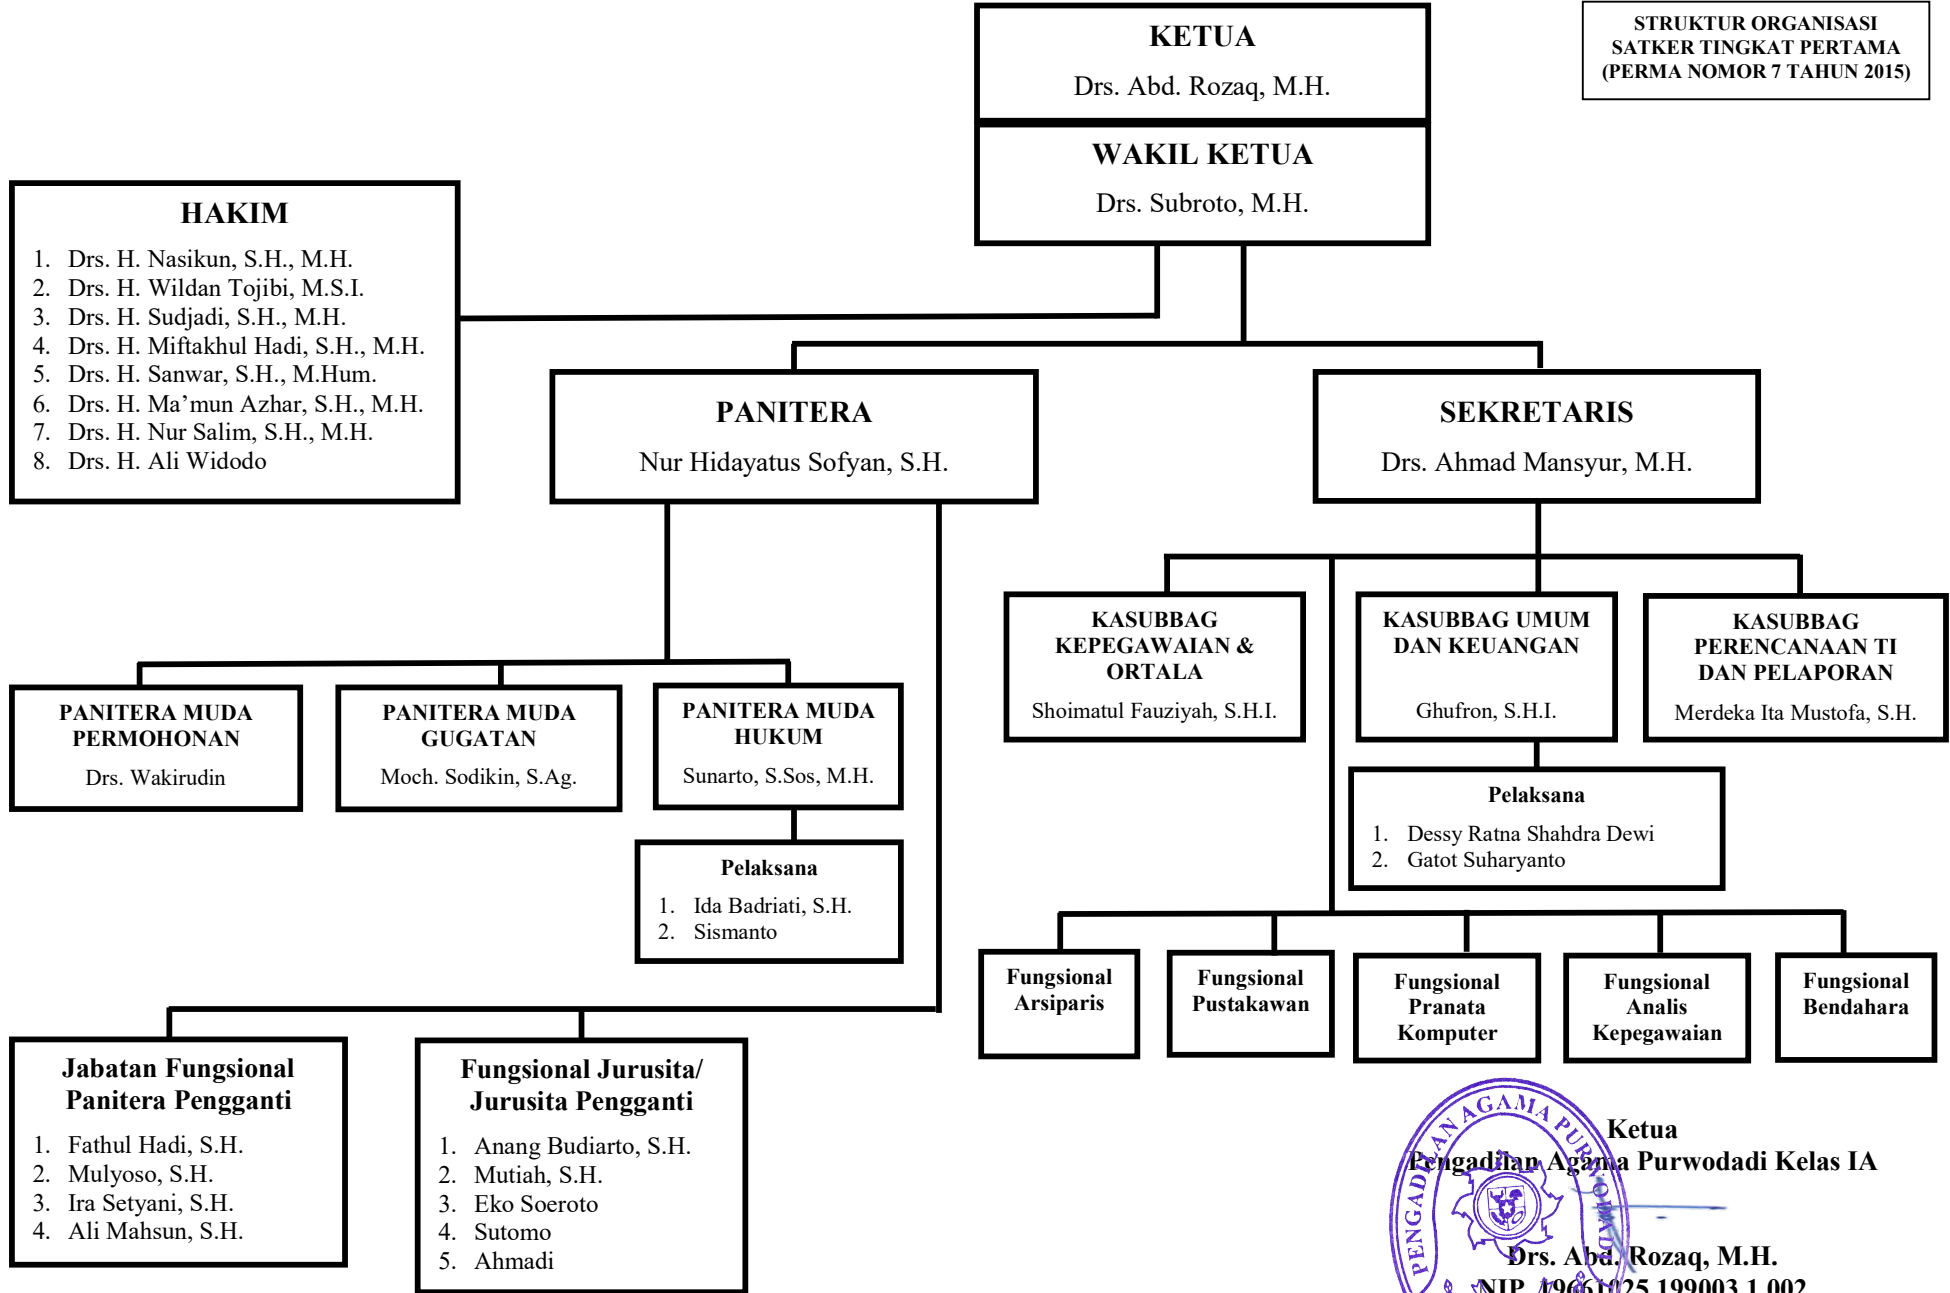 KETUA
Drs. Abd. Rozaq, M.H.
WAKIL KETUA
Drs. Subroto, M.H.
STRUKTUR ORGANISASI
SATKER TINGKAT PERTAMA
(PERMA NOMOR 7 TAHUN 2015)
HAKIM
1. Drs. H. Nasikun, S.H., M.H.
2. Drs. H. Wildan Tojibi, M.S.I.
3. Drs. H. Sudjadi, S.H., M.H.
4. Drs. H. Miftakhul Hadi, S.H., M.H.
5. Drs. H. Sanwar, S.H., M.Hum.
6. Drs. H. Ma’mun Azhar, S.H., M.H.
7. Drs. H. Nur Salim, S.H., M.H.
8. Drs. H. Ali Widodo
PANITERA
Nur Hidayatus Sofyan, S.H.
SEKRETARIS
Drs. Ahmad Mansyur, M.H.
KASUBBAG
KEPEGAWAIAN &
ORTALA
Shoimatul Fauziyah, S.H.I.
KASUBBAG UMUM
DAN KEUANGAN
Ghufron, S.H.I.
KASUBBAG
PERENCANAAN TI
DAN PELAPORAN
Merdeka Ita Mustofa, S.H.
PANITERA MUDA
PERMOHONAN
Drs. Wakirudin
PANITERA MUDA
GUGATAN
Moch. Sodikin, S.Ag.
PANITERA MUDA
HUKUM
Sunarto, S.Sos, M.H.
Pelaksana
1. Ida Badriati, S.H.
2. Sismanto
Pelaksana
1. Dessy Ratna Shahdra Dewi
2. Gatot Suharyanto
Fungsional
Arsiparis
Fungsional
Pustakawan
Fungsional
Pranata
Komputer
Fungsional
Analis
Kepegawaian
Fungsional
Bendahara
Jabatan Fungsional
Panitera Pengganti
1. Fathul Hadi, S.H.
2. Mulyoso, S.H.
3. Ira Setyani, S.H.
4. Ali Mahsun, S.H.
Fungsional Jurusita/
Jurusita Pengganti
1. Anang Budiarto, S.H.
2. Mutiah, S.H.
3. Eko Soeroto
4. Sutomo
5. Ahmadi
Ketua
Pengadilan Agama Purwodadi Kelas IA
PENGADILAN AGAMA PURWODADI
Drs. Abd. Rozaq, M.H.
NIP. 199003 1 002